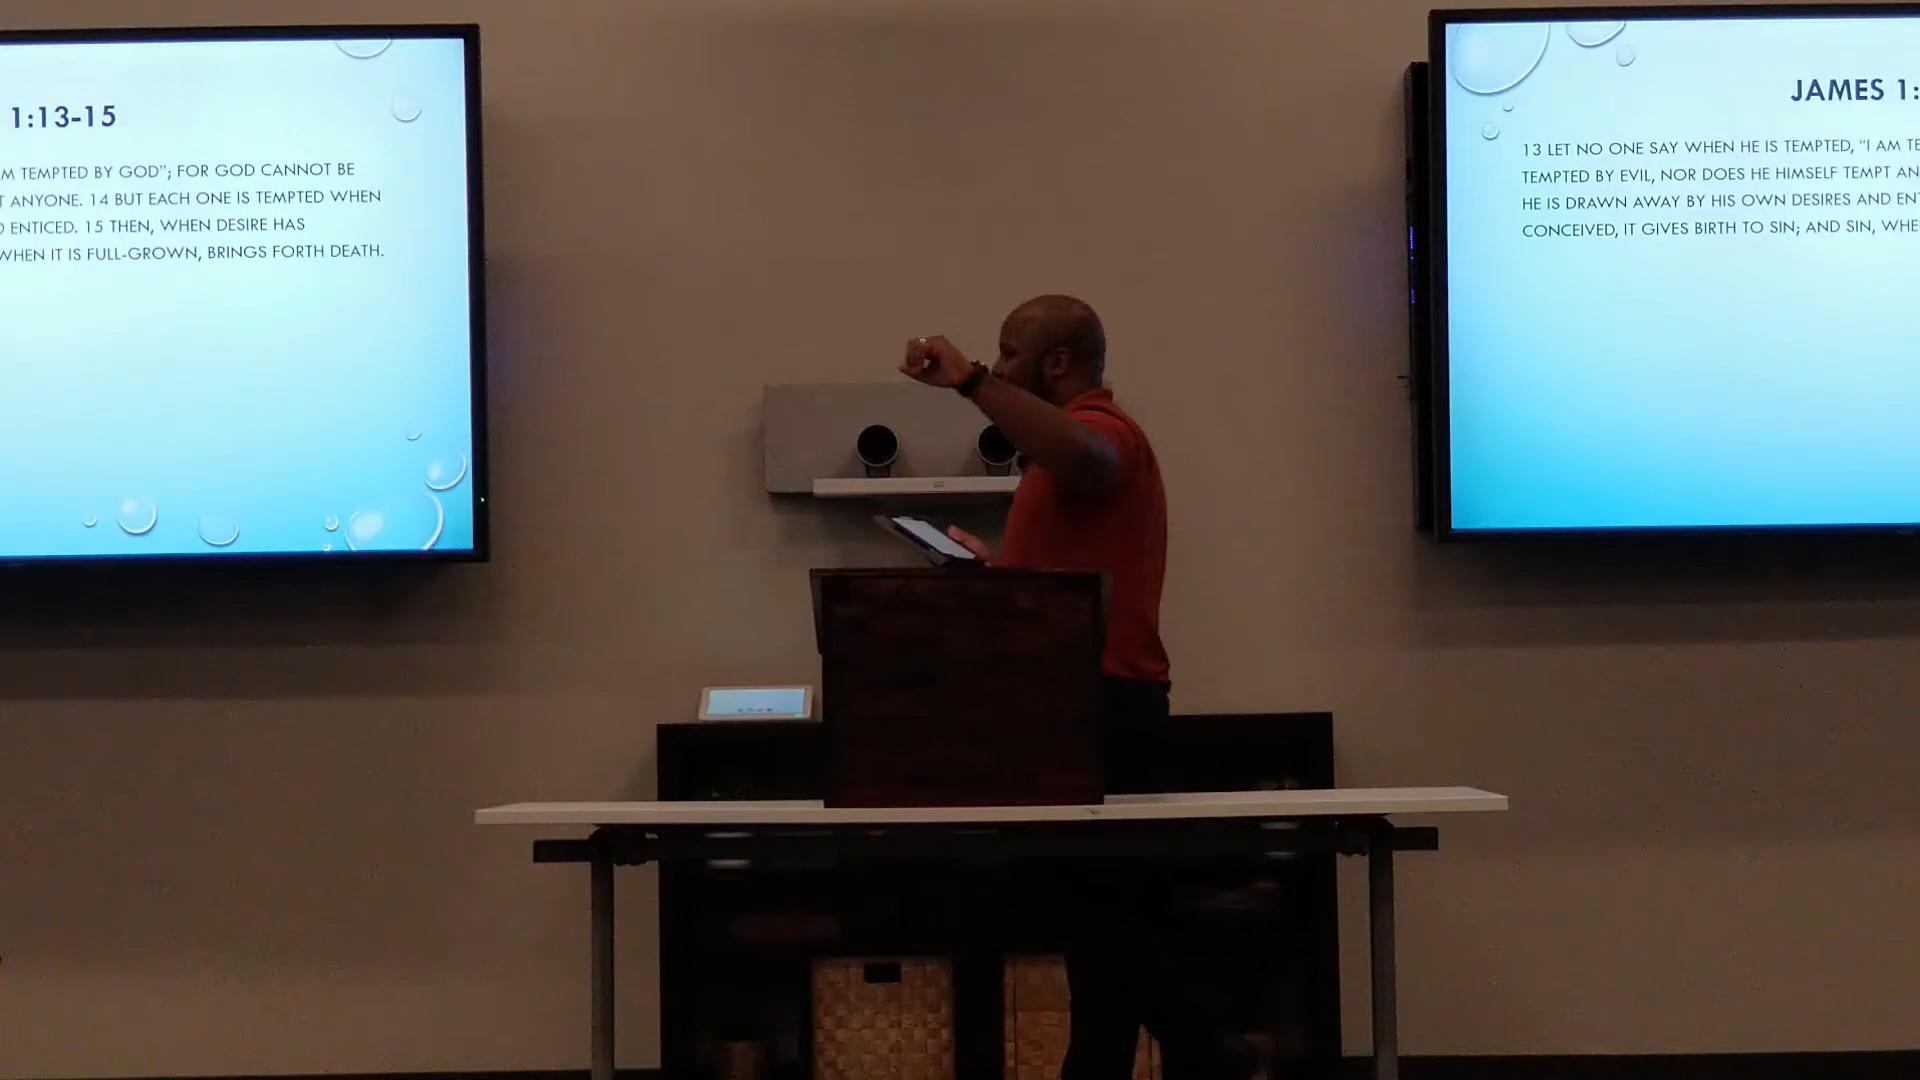 1:13-15
M TEMPTED BY GOD"; FOR GOD CANNOT BE
T ANYONE. 14 BUT EACH ONE IS TEMPTED WHEN
D ENTICED. 15 THEN, WHEN DESIRE HAS
WHEN IT IS FULL-GROWN, BRINGS FORTH DEATH.
JAMES 1:
13 LET NO ONE SAY WHEN HE IS TEMPTED, "I AM TE
TEMPTED BY EVIL, NOR DOES HE HIMSELF TEMPT AN
HE IS DRAWN AWAY BY HIS OWN DESIRES AND ENT
CONCEIVED, IT GIVES BIRTH TO SIN; AND SIN, WHE